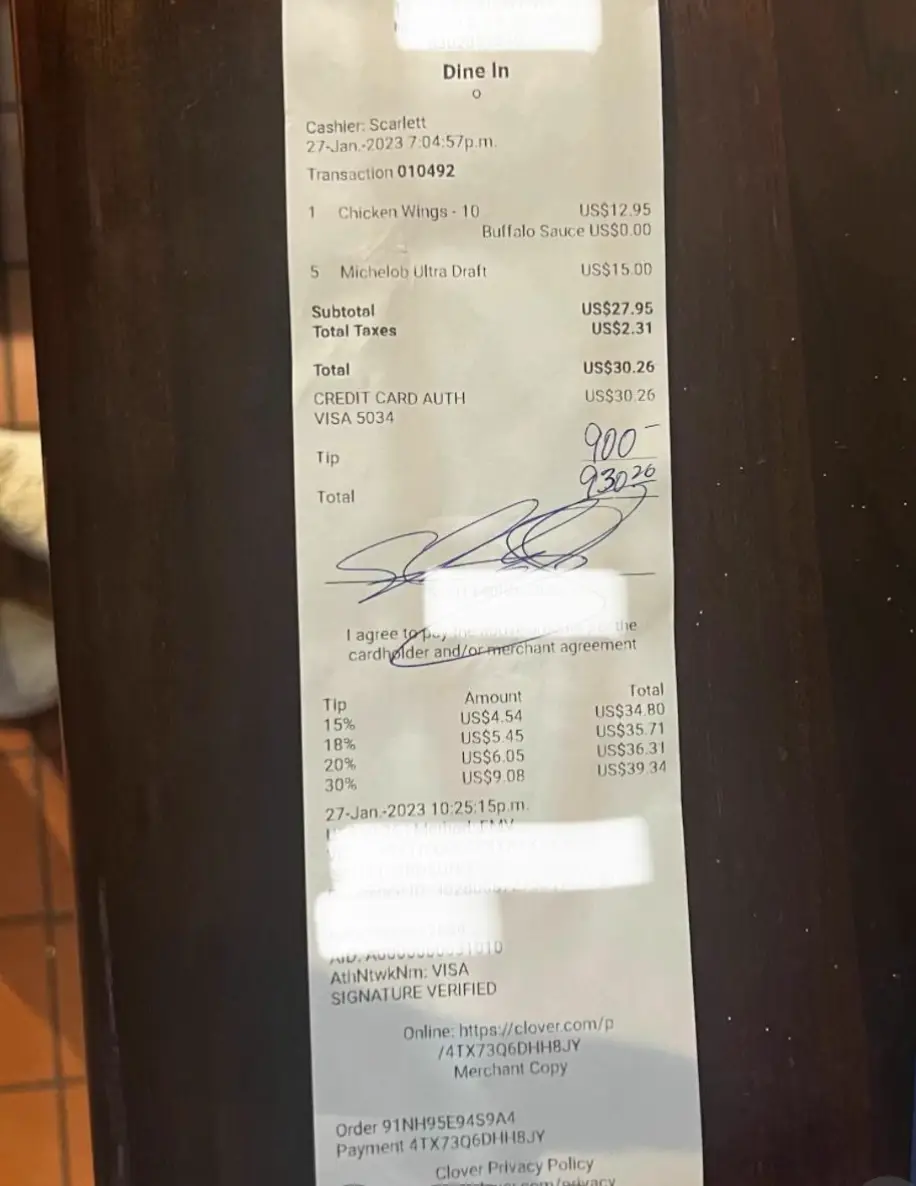 Dine In
Cashier: Scarlett
27-Jan.-2023 7:04:57p.m.
Transaction 010492
1 Chicken Wings - 10 US$12.95
Buffalo Sauce US$0.00
5 Michelob Ultra Draft US$15.00
Subtotal US$27.95
Total Taxes US$2.31
Total US$30.26
CREDIT CARD AUTH US$30.26
VISA 5034
Tip 900-
Total 930 26
I agree to pay the
cardholder and/or merchant agreement
Tip Amount Total
15% US$4.54 US$34.80
18% US$5.45 US$35.71
20% US$6.05 US$36.31
30% US$9.08 US$39.34
27-Jan.-2023 10:25:15p.m.
AthNtwkNm: VISA
SIGNATURE VERIFIED
Online: https://clover.com/p
/4TX73Q6DHH8JY
Merchant Copy
Order 91NH95E94S9A4
Payment 4TX73Q6DHH8JY
Clover Privacy Policy